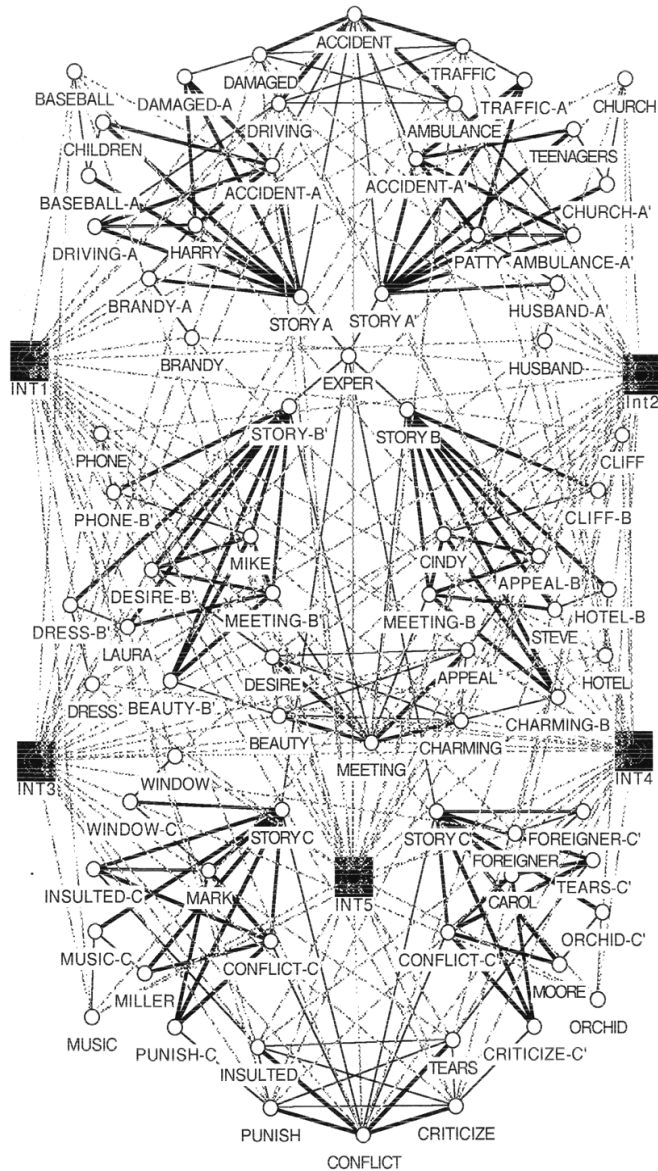 ACCIDENT
DAMAGED
TRAFFIC
BASEBALL
DAMAGED-A
TRAFFIC-A'
CHURCH
DRIVING
AMBULANCE
CHILDREN
TEENAGERS
ACCIDENT-A
ACCIDENT-A'
BASEBALL-A
CHURCH-A'
DRIVING-A
HARRY
PATTY
AMBULANCE-A'
BRANDY-A
HUSBAND-A'
STORY A
STORY A'
BRANDY
HUSBAND
EXPER
INT1
Int2
STORY-B'
STORY B
PHONE
CLIFF
PHONE-B'
CLIFF-B
MIKE
CINDY
DESIRE-B'
APPEAL-B
DRESS-B'
MEETING-B'
MEETING-B
HOTEL-B
LAURA
STEVE
DESIRE
APPEAL
HOTEL
DRESS
BEAUTY-B'
CHARMING-B
BEAUTY
CHARMING
MEETING
INT3
WINDOW
INT4
WINDOW-C
STORY C
STORY C'
FOREIGNER-C'
FOREIGNER
INSULTED-C
MARK
INT5
CAROL
TEARS-C'
MUSIC-C
CONFLICT-C
CONFLICT-C'
ORCHID-C'
MILLER
MOORE
MUSIC
PUNISH-C
CRITICIZE-C'
ORCHID
INSULTED
TEARS
PUNISH
CRITICIZE
CONFLICT